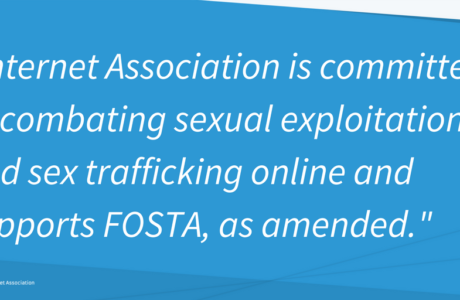 nternet Association is committe
combating sexual exploitation
d sex trafficking online and
pports FOSTA, as amended."
et Association